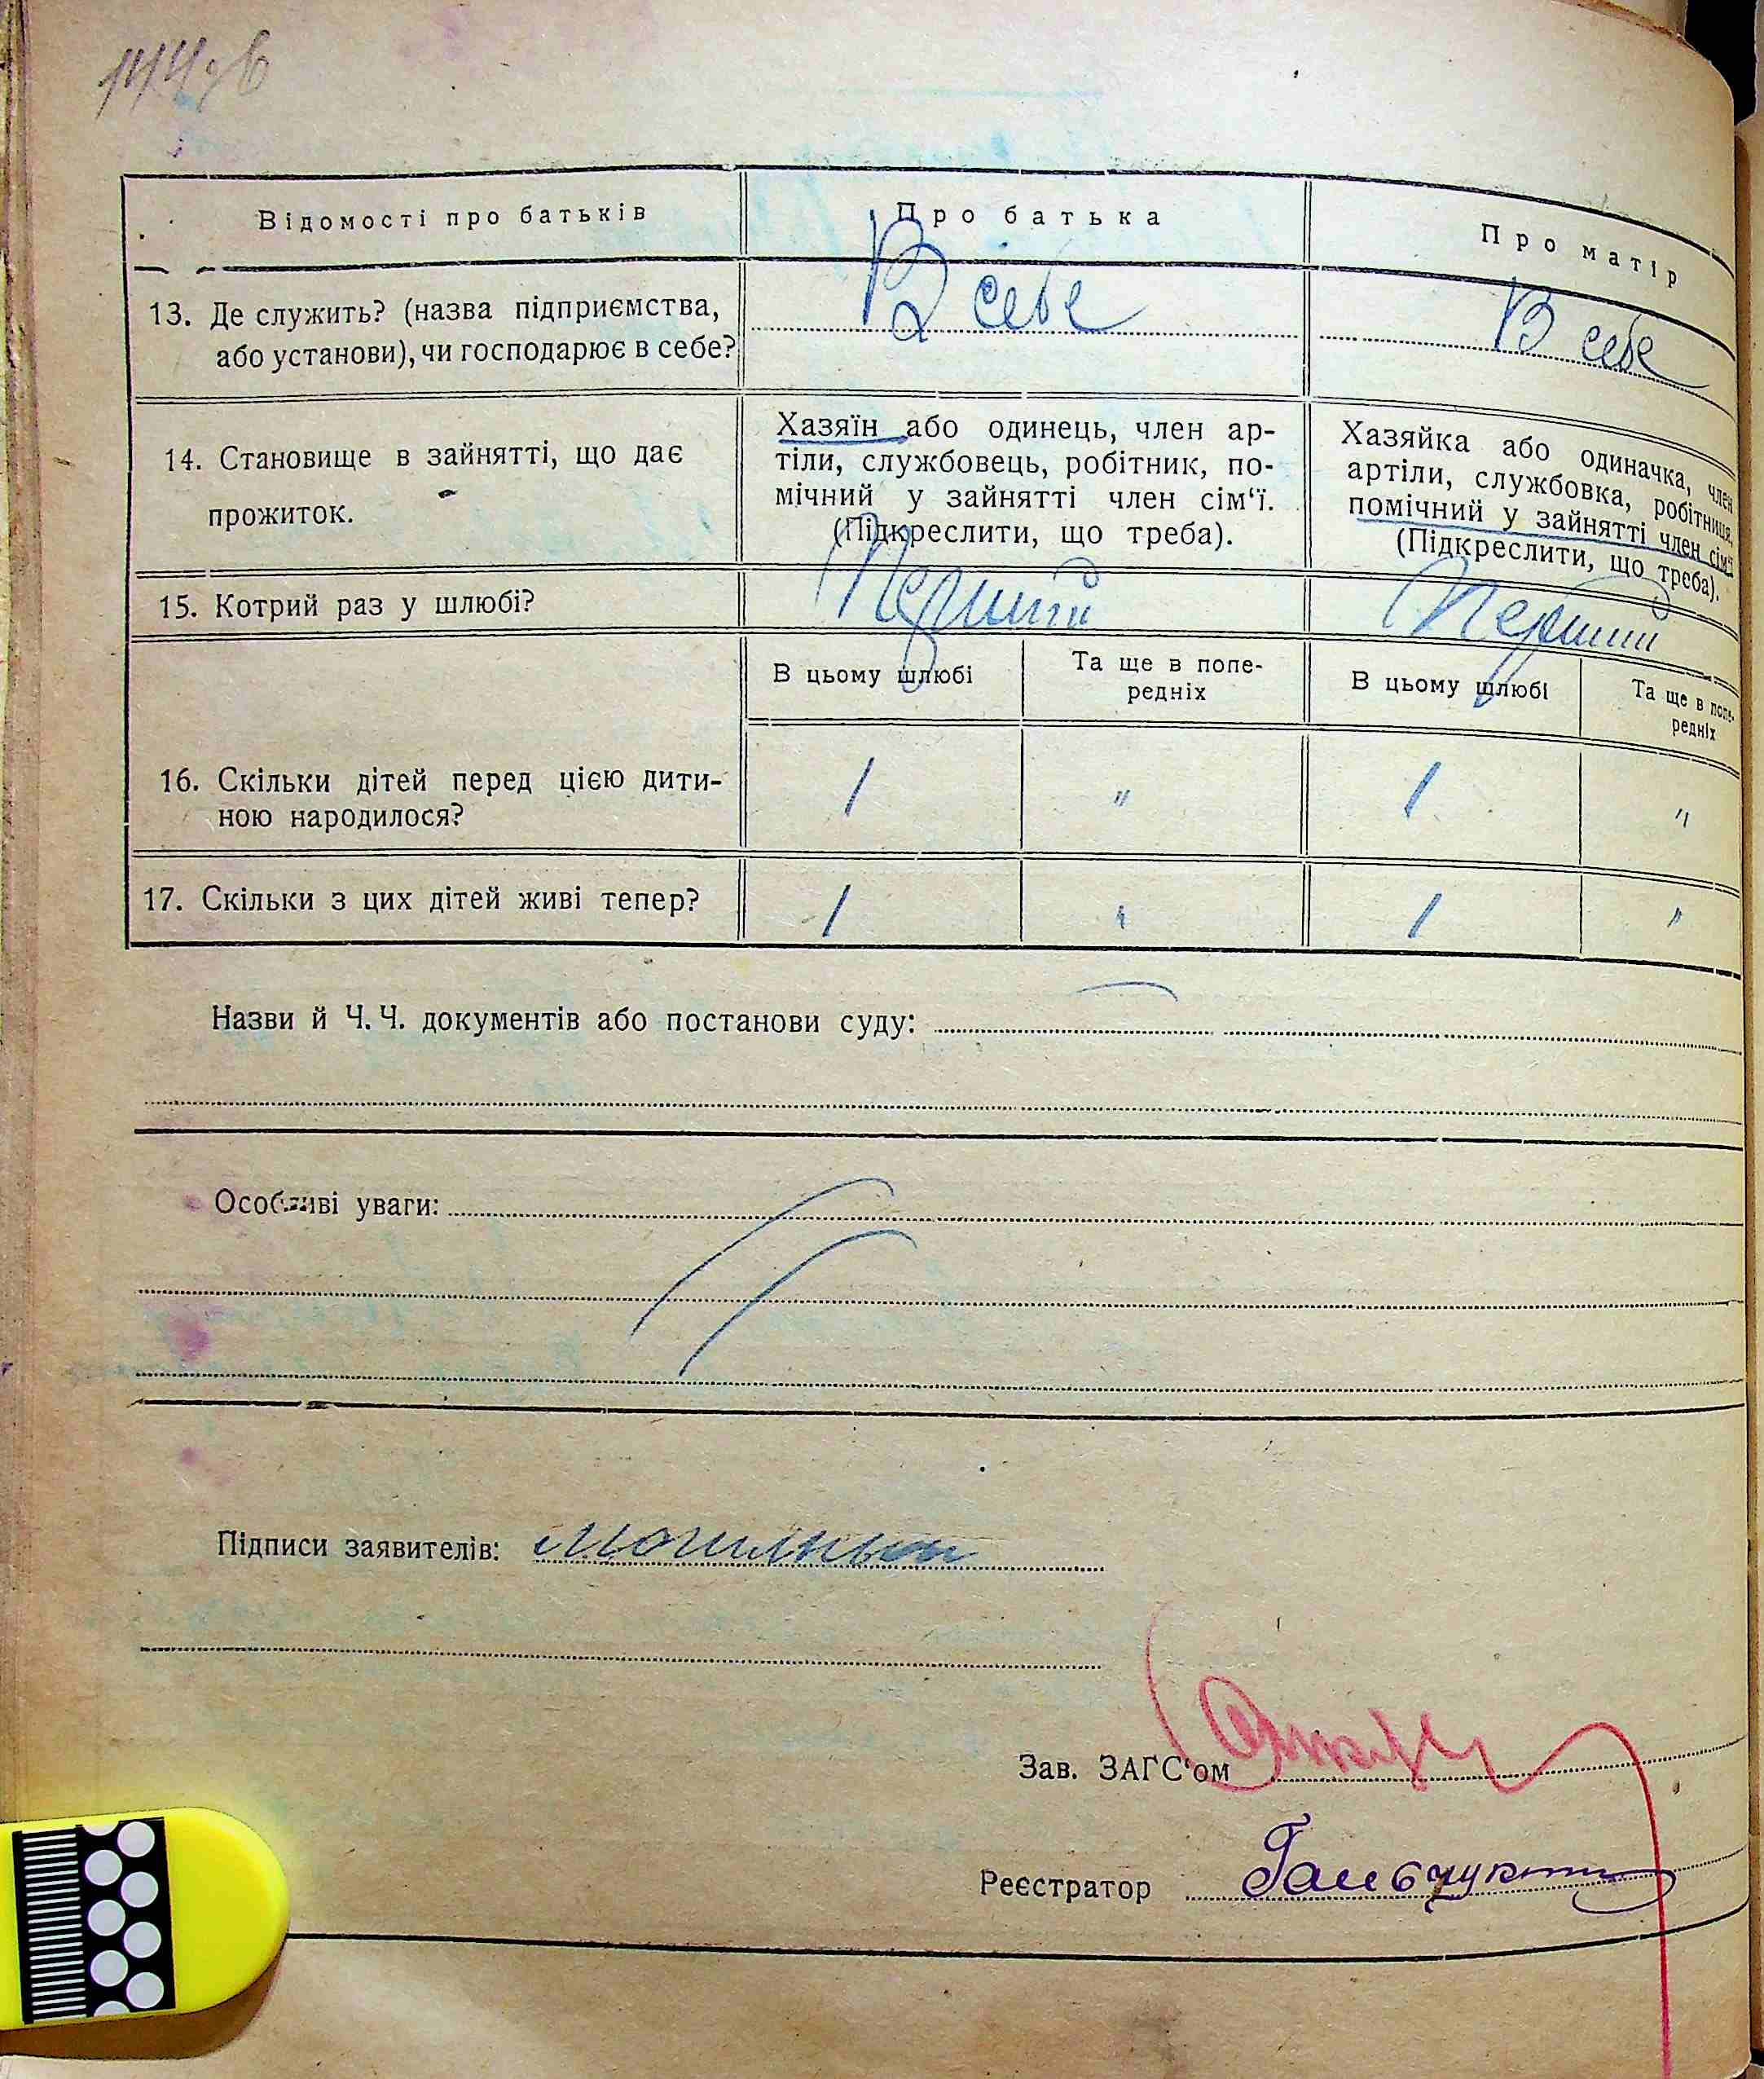 144 зв
Відомості про батьків
Про батька
Про матір
13. Де служить? (назва підприємства,
або установи), чи господарює в себе?
В себе
В себе
14. Становище в зайнятті, що дає
прожиток.
Хазяїн або одинець, член ар-
тіли, службовець, робітник, по-
мічний у зайнятті член сім‘ї.
(Підкреслити, що треба).
Хазяйка або одиначка, член
артіли, службовка, робітниця,
помічний у зайнятті член сім‘ї
(Підкреслити, що треба).
15. Котрий раз у шлюбі?
Перший
Перший
В цьому шлюбі
Та ще в попе-
редніх
В цьому шлюбі
Та ще в попе-
редніх
16. Скільки дітей перед цією дити-
ною народилося?
1 " 1 "
17. Скільки з цих дітей живі тепер?
1 " 1 "
Назви й Ч. Ч. документів або постанови суду:
Особливі уваги:
Підписи заявителів:
Зав. ЗАГС‘ом
Реєстратор